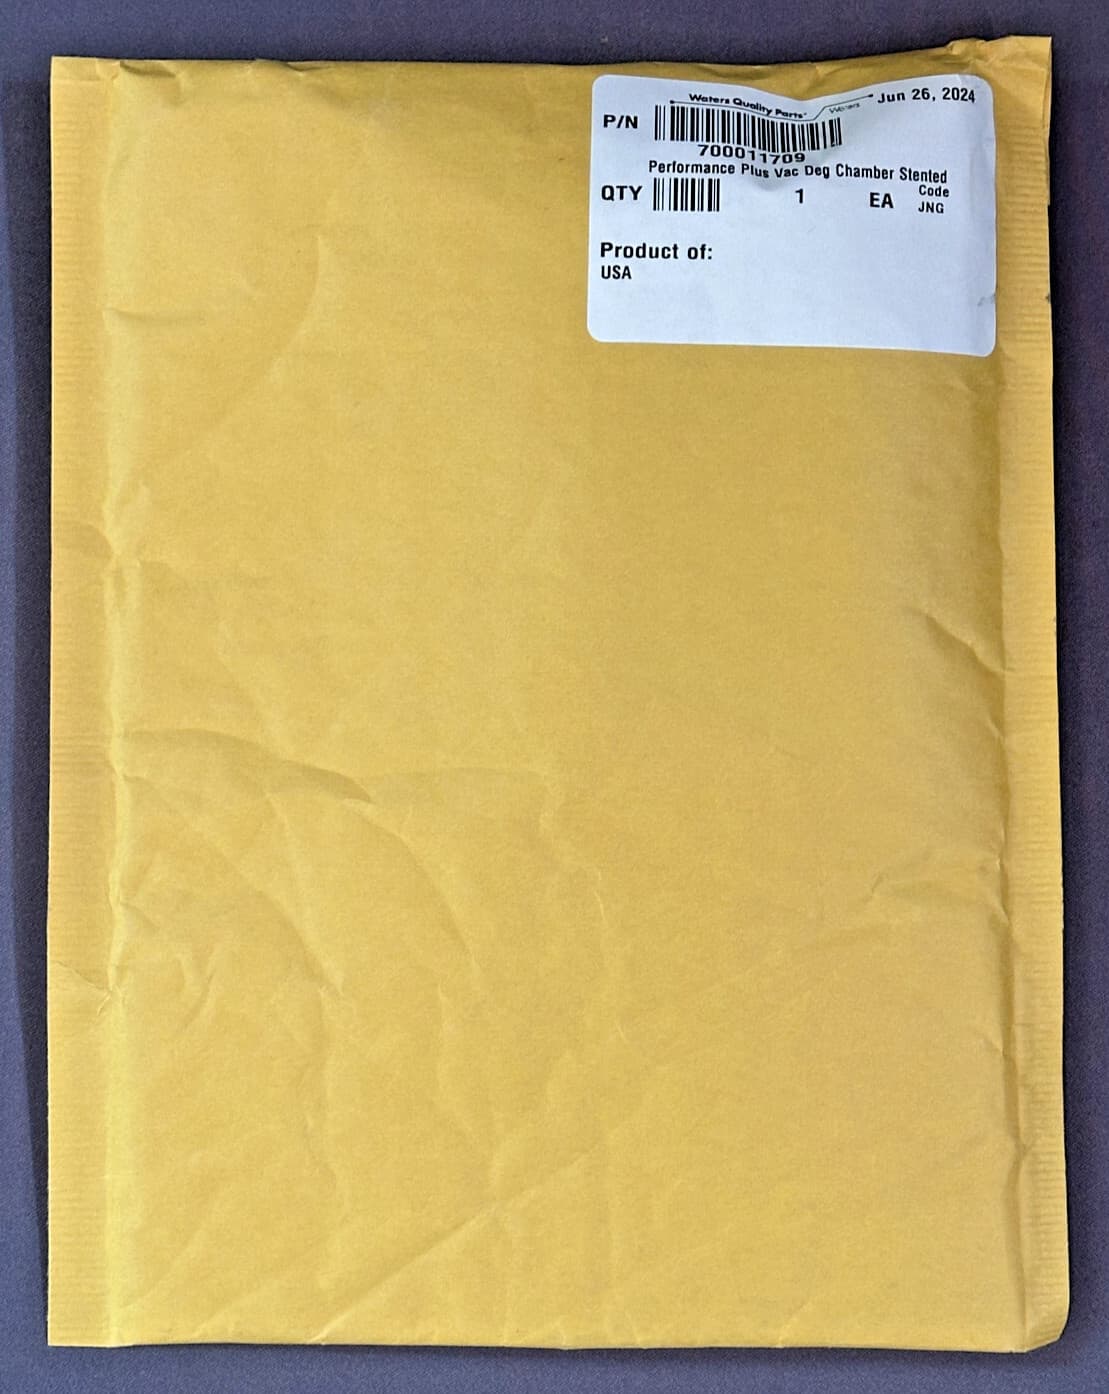 Waters Quality Parts™ Waters Jun 26, 2024
P/N
700011709
Performance Plus Vac Deg Chamber Stented
QTY 1 EA Code
JNG
Product of:
USA